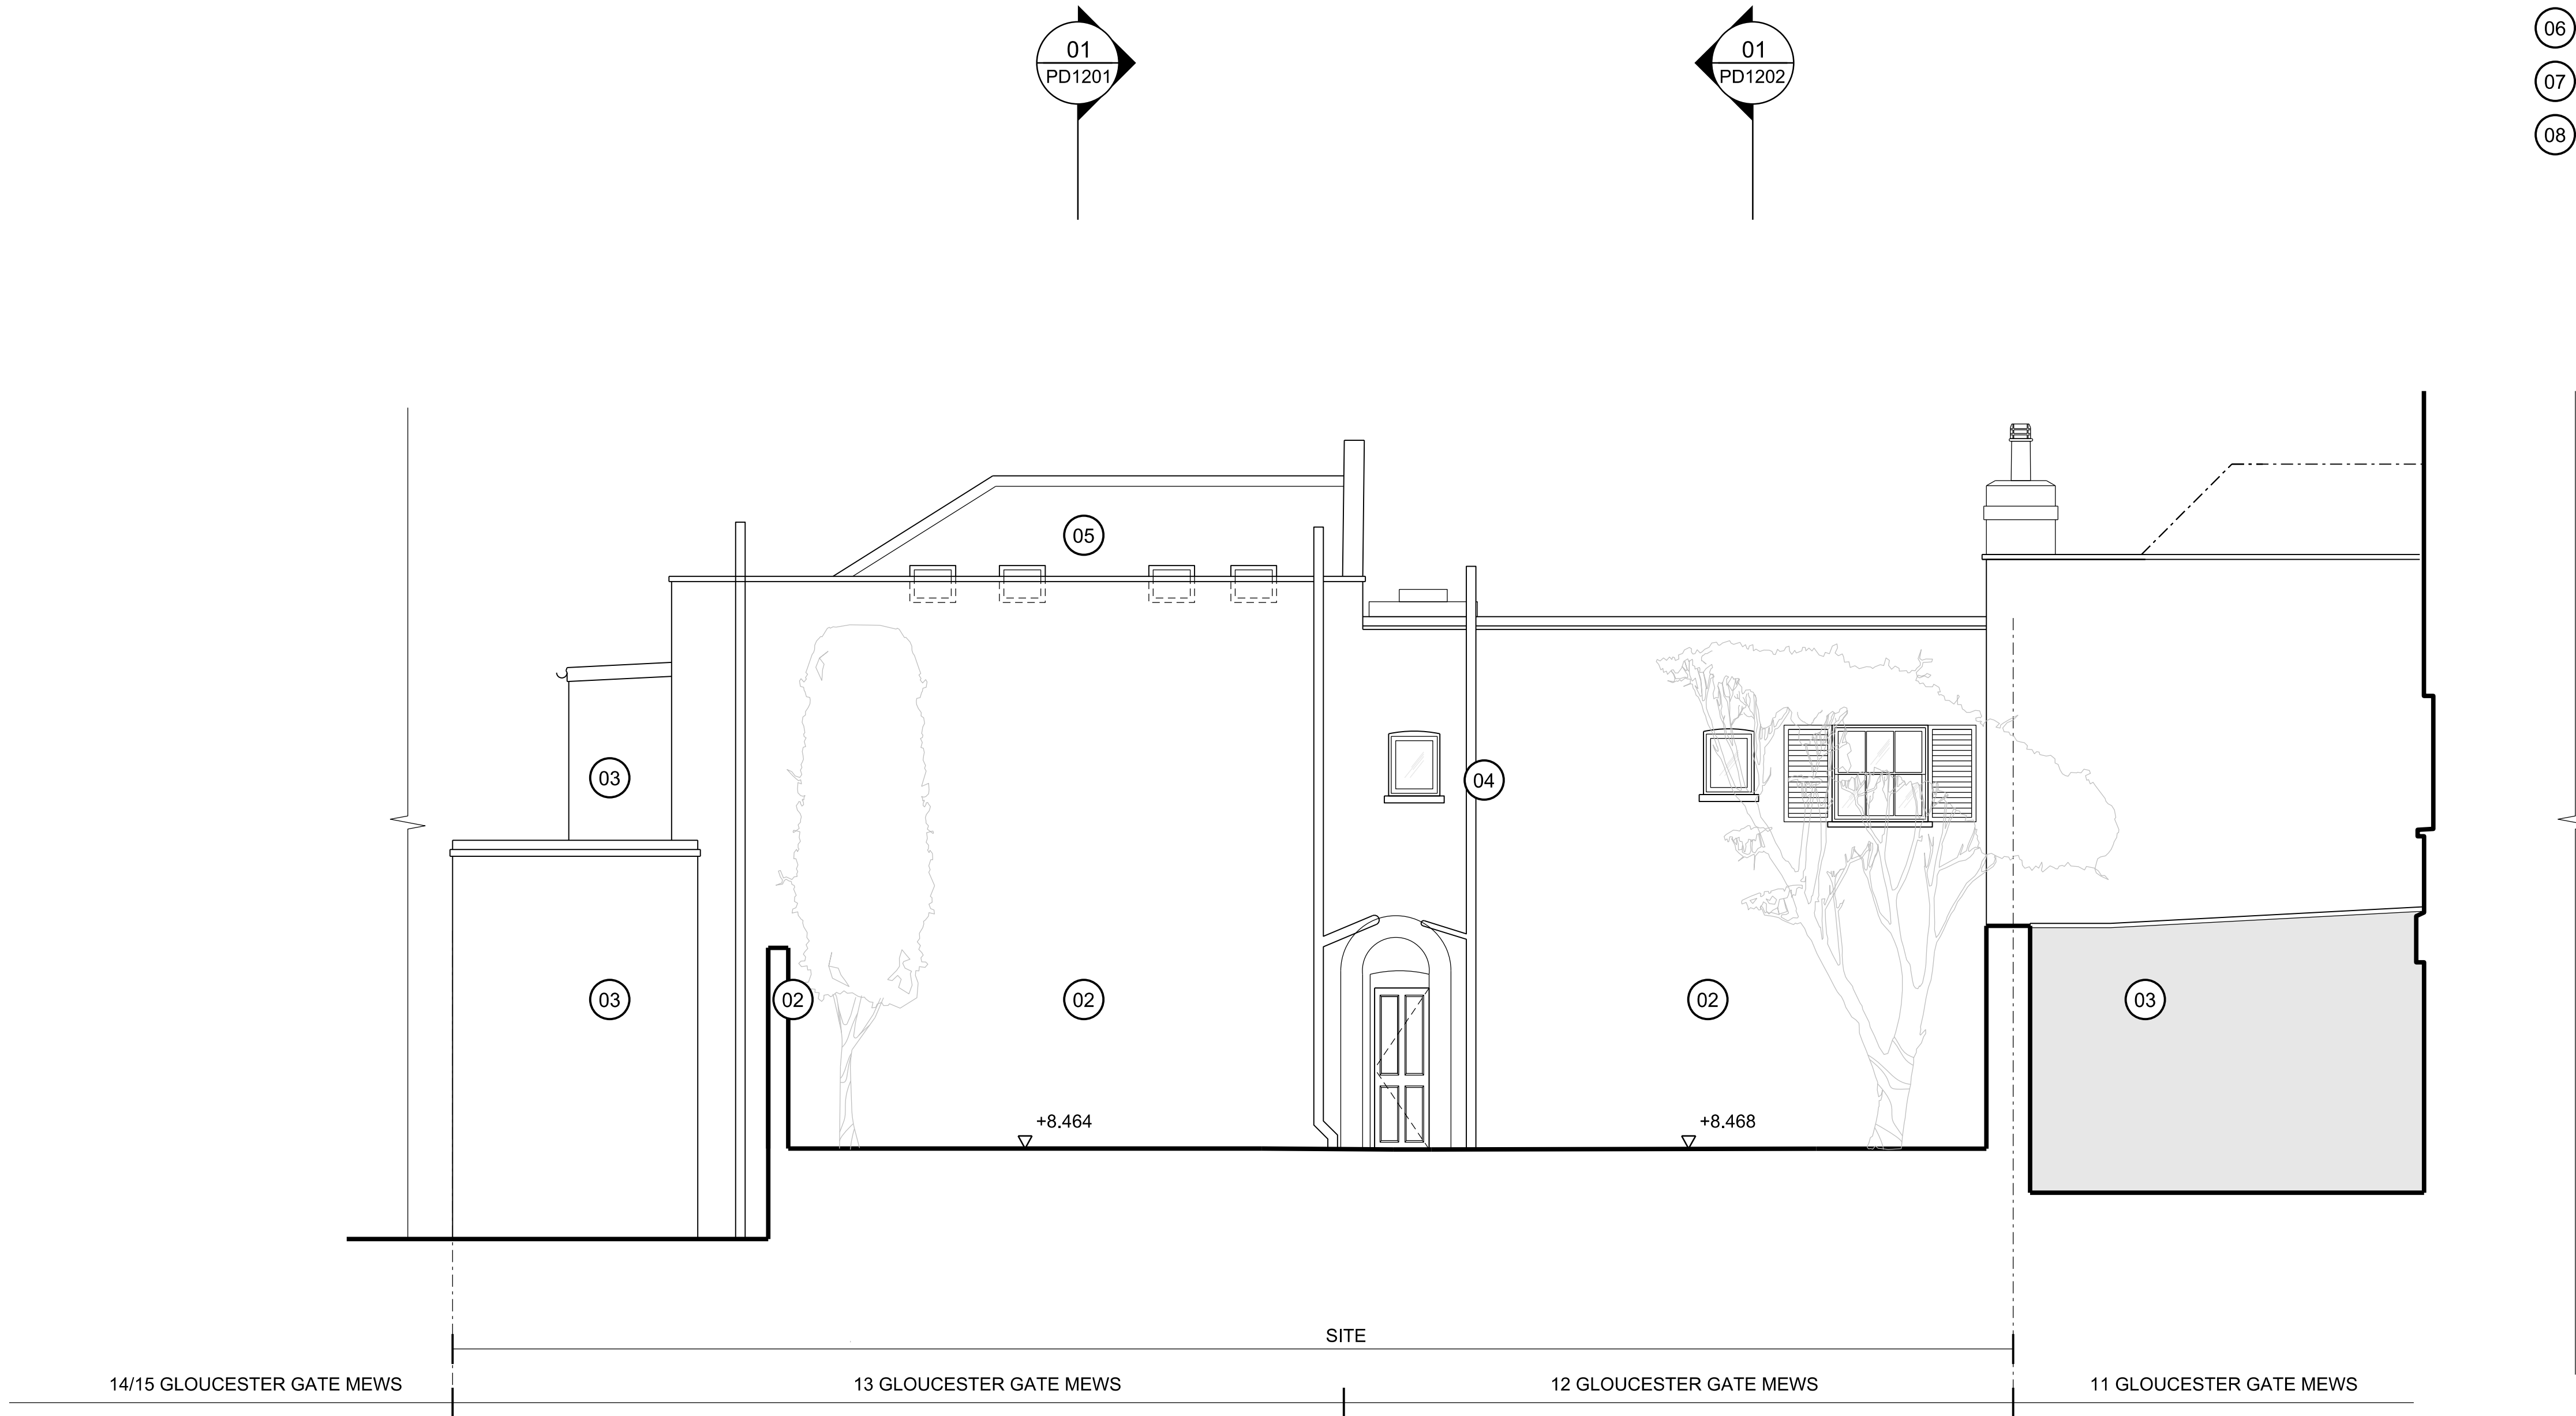 01
PD1201
01
PD1202
06
07
08
05
03
04
03
02
02
02
03
+8.464
+8.468
SITE
14/15 GLOUCESTER GATE MEWS
13 GLOUCESTER GATE MEWS
12 GLOUCESTER GATE MEWS
11 GLOUCESTER GATE MEWS